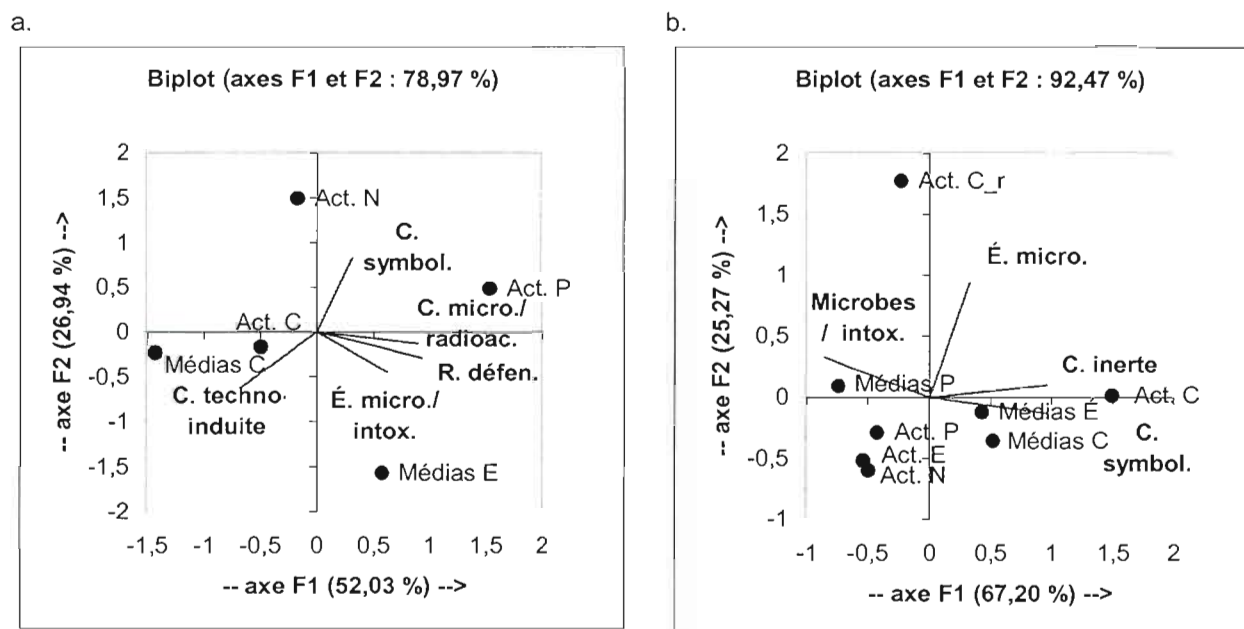 a.
Biplot (axes F1 et F2 : 78,97 %)
-- axe F2 (26,94 %) -->
2
1,5
1
0,5
0
-0,5
-1
-1,5
-2
Act. N
C.
symbol.
Act. P
C. micro./
radioac.
Act. C
R. défen.
Médias C
C. techno-
induite
É. micro./
intox.
Médias E
-1,5 -1 -0,5 0 0,5 1 1,5 2
-- axe F1 (52,03 %) -->
b.
Biplot (axes F1 et F2 : 92,47 %)
-- axe F2 (25,27 %) -->
2
1,5
1
0,5
0
-0,5
-1
Act. C_r
É. micro.
Microbes
/ intox.
C. inerte
Médias P
Act. C
Médias É
Act. P
Médias C
Act. E
Act. N
C.
symbol.
-1 -0,5 0 0,5 1 1,5 2
-- axe F1 (67,20 %) -->